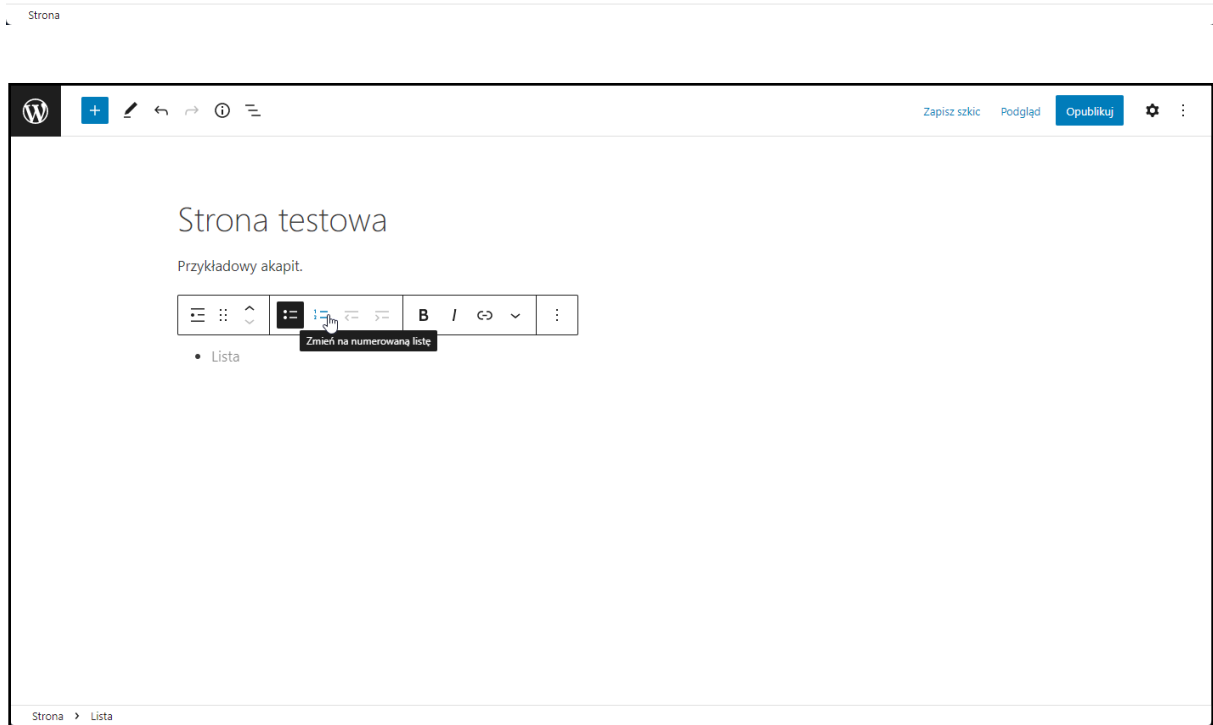 Strona
Zapisz szkic Podgląd Opublikuj
Strona testowa
Przykładowy akapit.
B I
Zmień na numerowaną listę
• Lista
Strona > Lista